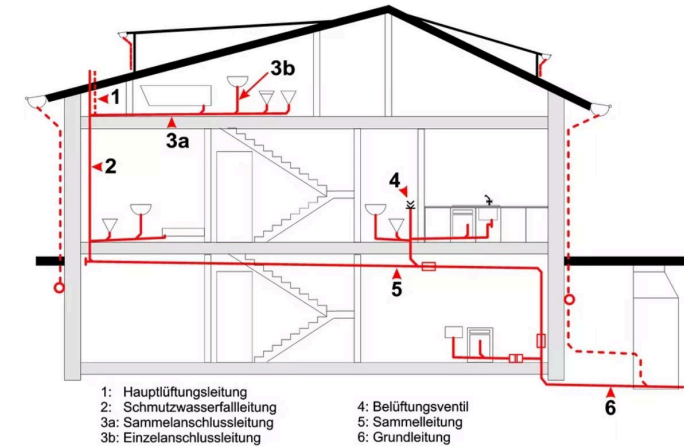 3b
1
3a
2
4
5
6
1: Hauptlüftungsleitung
2: Schmutzwasserfallleitung
3a: Sammelanschlussleitung
3b: Einzelanschlussleitung
4: Belüftungsventil
5: Sammelleitung
6: Grundleitung